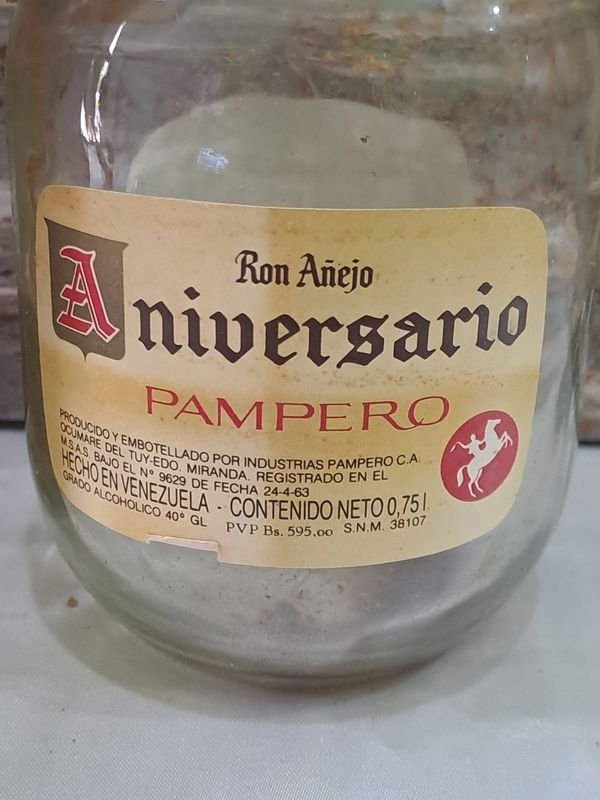 Ron Añejo
Aniversario
PAMPERO
PRODUCIDO Y EMBOTELLADO POR INDUSTRIAS PAMPERO C.A.
OCUMARE DEL TUY-EDO. MIRANDA. REGISTRADO EN EL
M.S.A.S. BAJO EL Nº 9629 DE FECHA 24-4-63
HECHO EN VENEZUELA - CONTENIDO NETO 0,75 l.
GRADO ALCOHOLICO 40º GL PVP Bs. 595.oo S.N.M. 38107